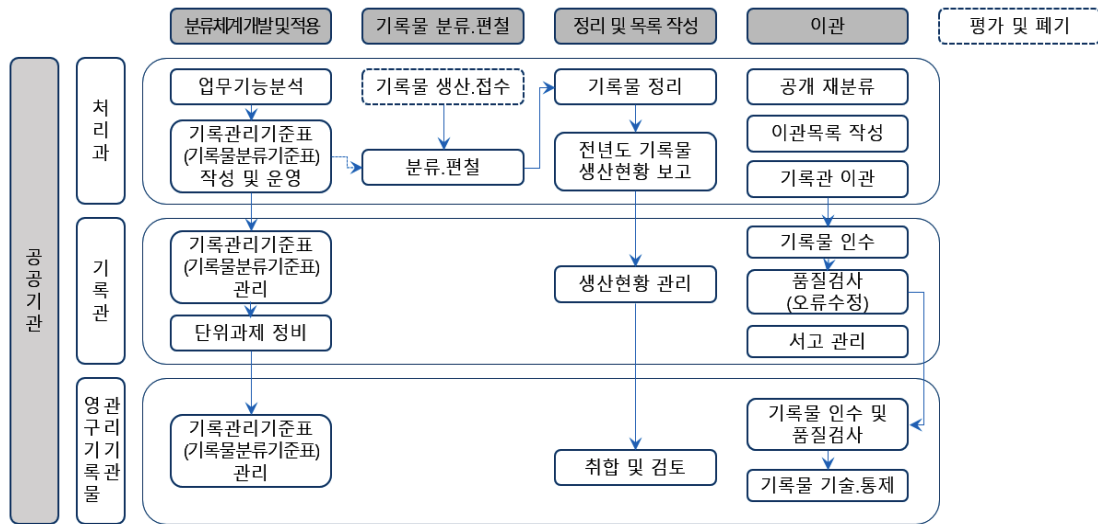 분류체계개발및적용
기록물 분류.편철
정리 및 목록 작성
이관
평가 및 폐기
공공기관
처리과
업무기능분석
기록물 생산.접수
기록물 정리
공개 재분류
기록관리기준표
(기록물분류기준표)
작성 및 운영
분류.편철
전년도 기록물
생산현황 보고
이관목록 작성
기록관 이관
기록관
기록관리기준표
(기록물분류기준표)
관리
단위과제 정비
생산현황 관리
기록물 인수
품질검사
(오류수정)
서고 관리
영구기록물
관리기관
기록관리기준표
(기록물분류기준표)
관리
취합 및 검토
기록물 인수 및
품질검사
기록물 기술.통제